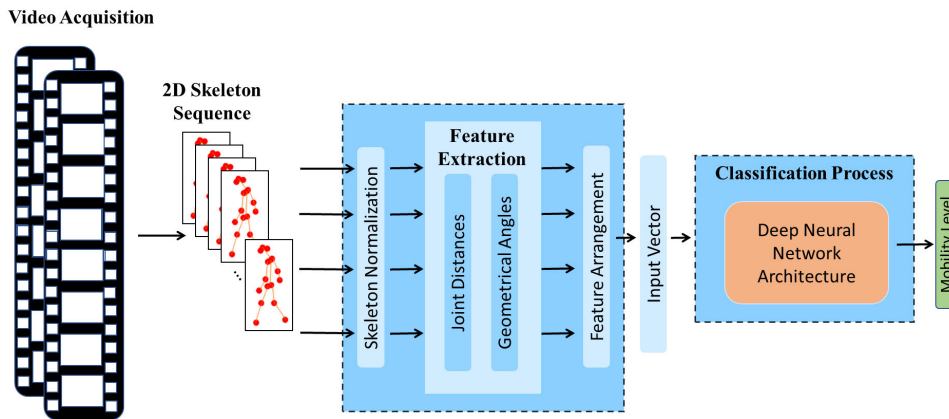 Video Acquisition
2D Skeleton
Sequence
Skeleton Normalization
Feature
Extraction
Joint Distances
Geometrical Angles
Feature Arrangement
Input Vector
Classification Process
Deep Neural
Network
Architecture
Mobility Level